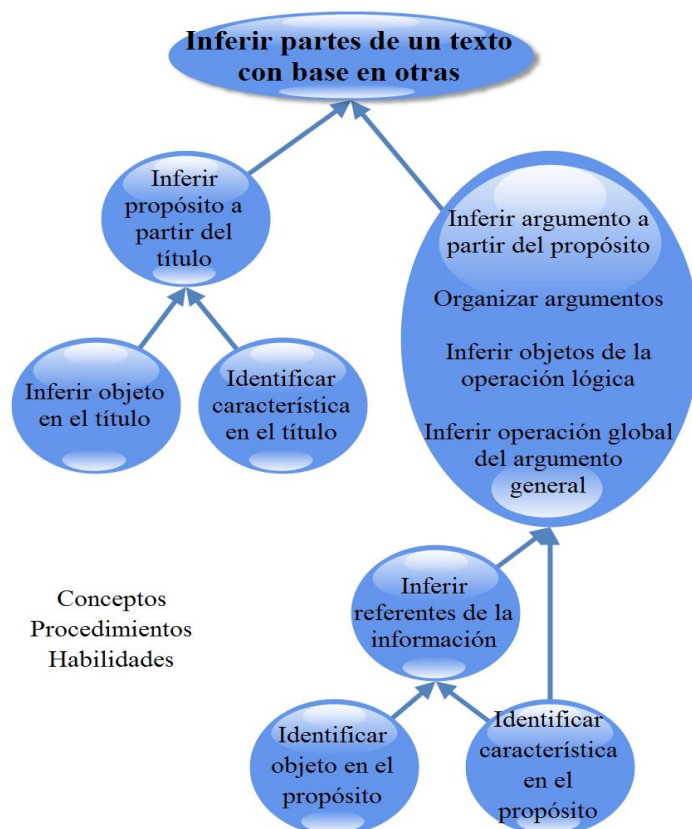 Inferir partes de un texto
con base en otras
Inferir
propósito a
partir del
título
Inferir argumento a
partir del propósito
Organizar argumentos
Inferir objetos de la
operación lógica
Inferir operación global
del argumento
general
Inferir objeto
en el título
Identificar
característica
en el título
Inferir
referentes de la
información
Conceptos
Procedimientos
Habilidades
Identificar
objeto en el
propósito
Identificar
característica
en el
propósito